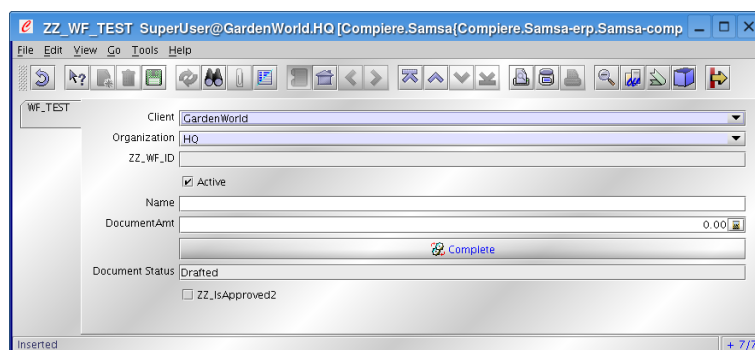 ZZ_WF_TEST SuperUser@GardenWorld.HQ [Compiere.Samsa{Compiere.Samsa-erp.Samsa-comp
File Edit View Go Tools Help
WF_TEST
Client GardenWorld
Organization HQ
ZZ_WF_ID
Active
Name
DocumentAmt 0.00
Complete
Document Status Drafted
ZZ_IsApproved2
Inserted + 7/7